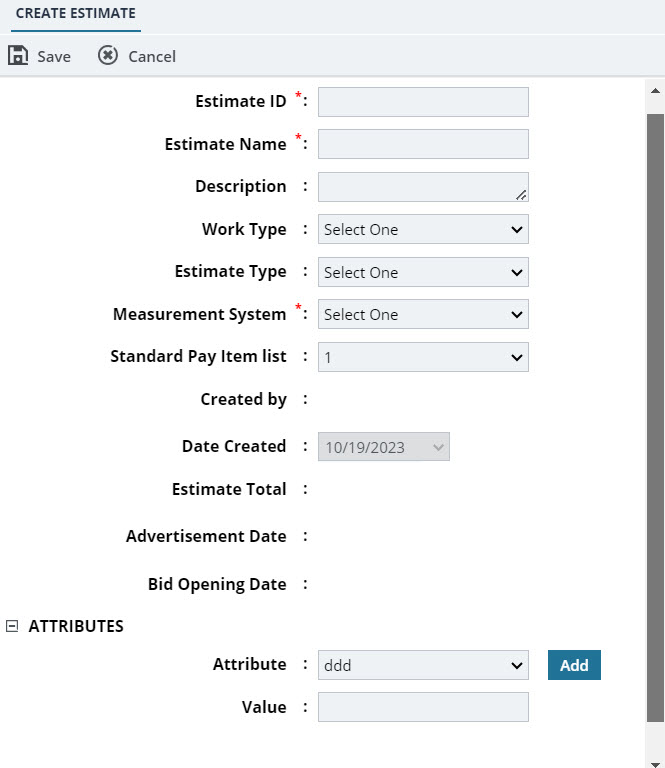 CREATE ESTIMATE
Save Cancel
Estimate ID *:
Estimate Name *:
Description :
Work Type : Select One
Estimate Type : Select One
Measurement System *: Select One
Standard Pay Item list : 1
Created by :
Date Created : 10/19/2023
Estimate Total :
Advertisement Date :
Bid Opening Date :
ATTRIBUTES
Attribute : ddd Add
Value :